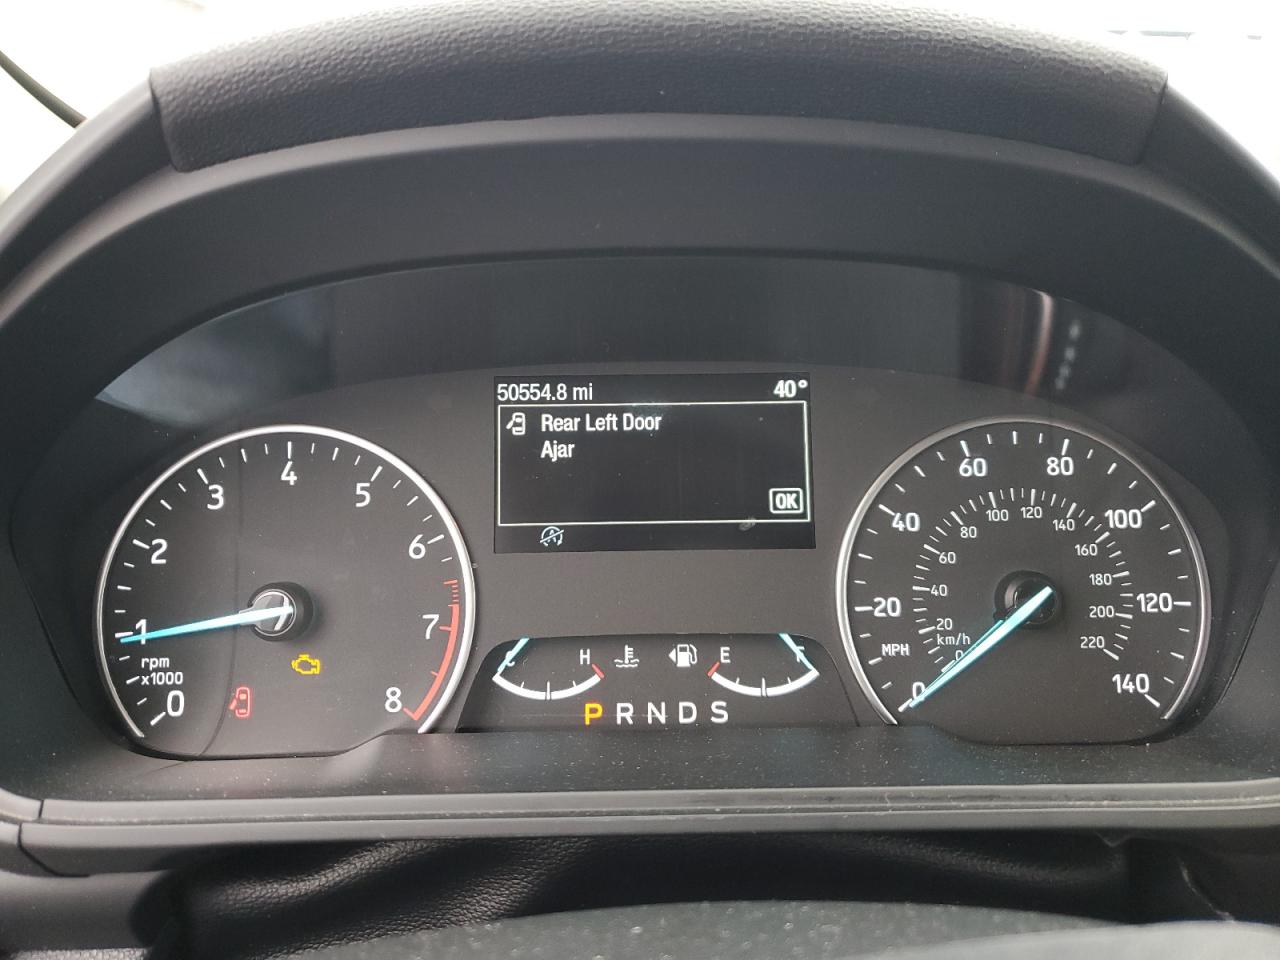 50554.8 mi 40°
Rear Left Door
Ajar
OK
0 1 2 3 4 5 6 7 8
rpm
x1000
H
E F
P R N D S
0 20 40 60 80 100 120 140
MPH
0 20 40 60 80 100 120 140 160 180 200 220
km/h